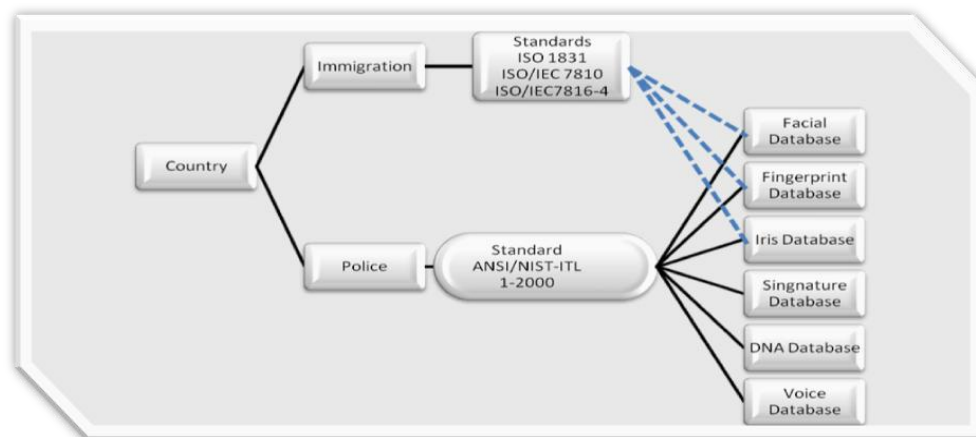 Country
Immigration
Standards
ISO 1831
ISO/IEC 7810
ISO/IEC7816-4
Police
Standard
ANSI/NIST-ITL
1-2000
Facial
Database
Fingerprint
Database
Iris Database
Singnature
Database
DNA Database
Voice
Database